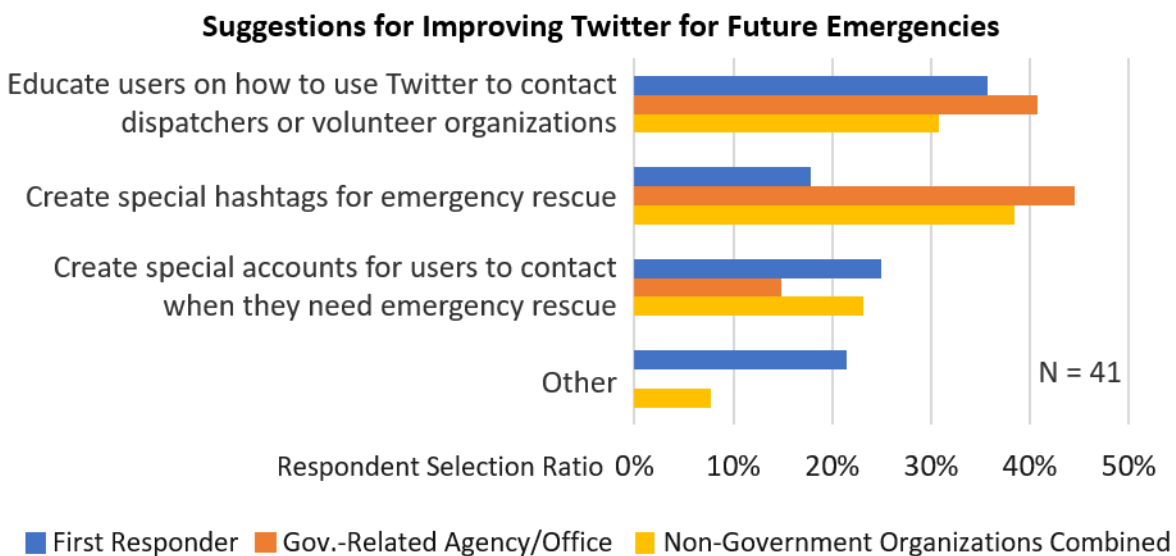 Suggestions for Improving Twitter for Future Emergencies
Educate users on how to use Twitter to contact
dispatchers or volunteer organizations
Create special hashtags for emergency rescue
Create special accounts for users to contact
when they need emergency rescue
Other
N = 41
Respondent Selection Ratio 0% 10% 20% 30% 40% 50%
First Responder Gov.-Related Agency/Office Non-Government Organizations Combined